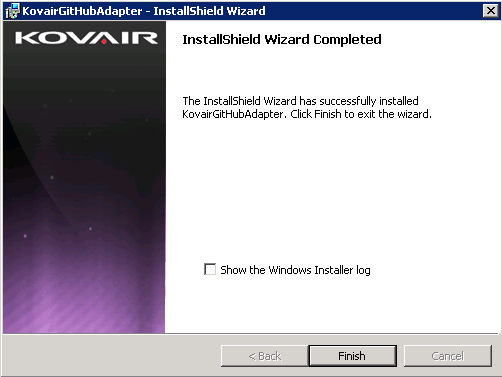 KovairGitHubAdapter - InstallShield Wizard
KOVAIR
InstallShield Wizard Completed
The InstallShield Wizard has successfully installed
KovairGitHubAdapter. Click Finish to exit the wizard.
Show the Windows Installer log
< Back
Finish
Cancel